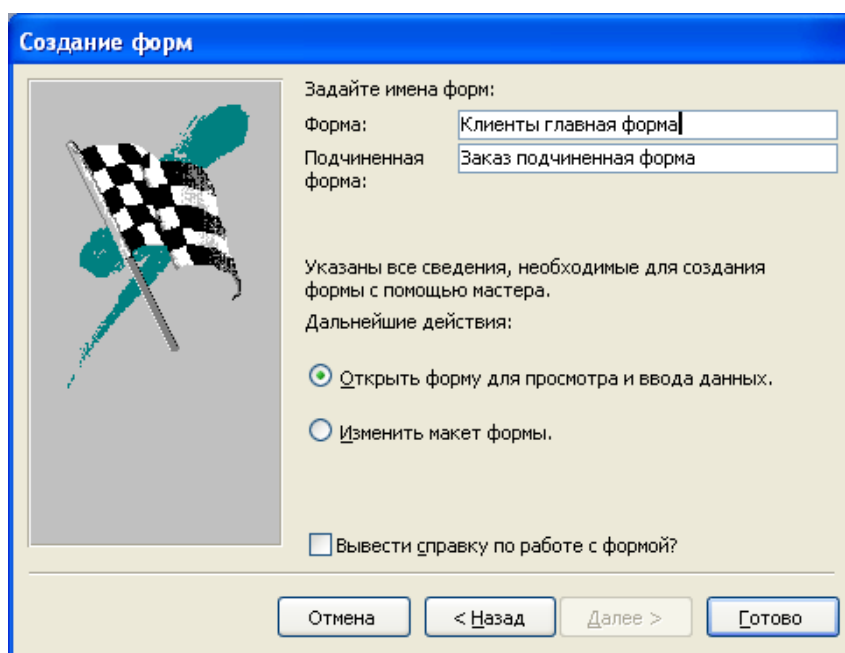 Создание форм
Задайте имена форм:
Форма:
Клиенты главная форма
Подчиненная форма:
Заказ подчиненная форма
Указаны все сведения, необходимые для создания
формы с помощью мастера.
Дальнейшие действия:
Открыть форму для просмотра и ввода данных.
Изменить макет формы.
Вывести справку по работе с формой?
Отмена
< Назад
Далее >
Готово